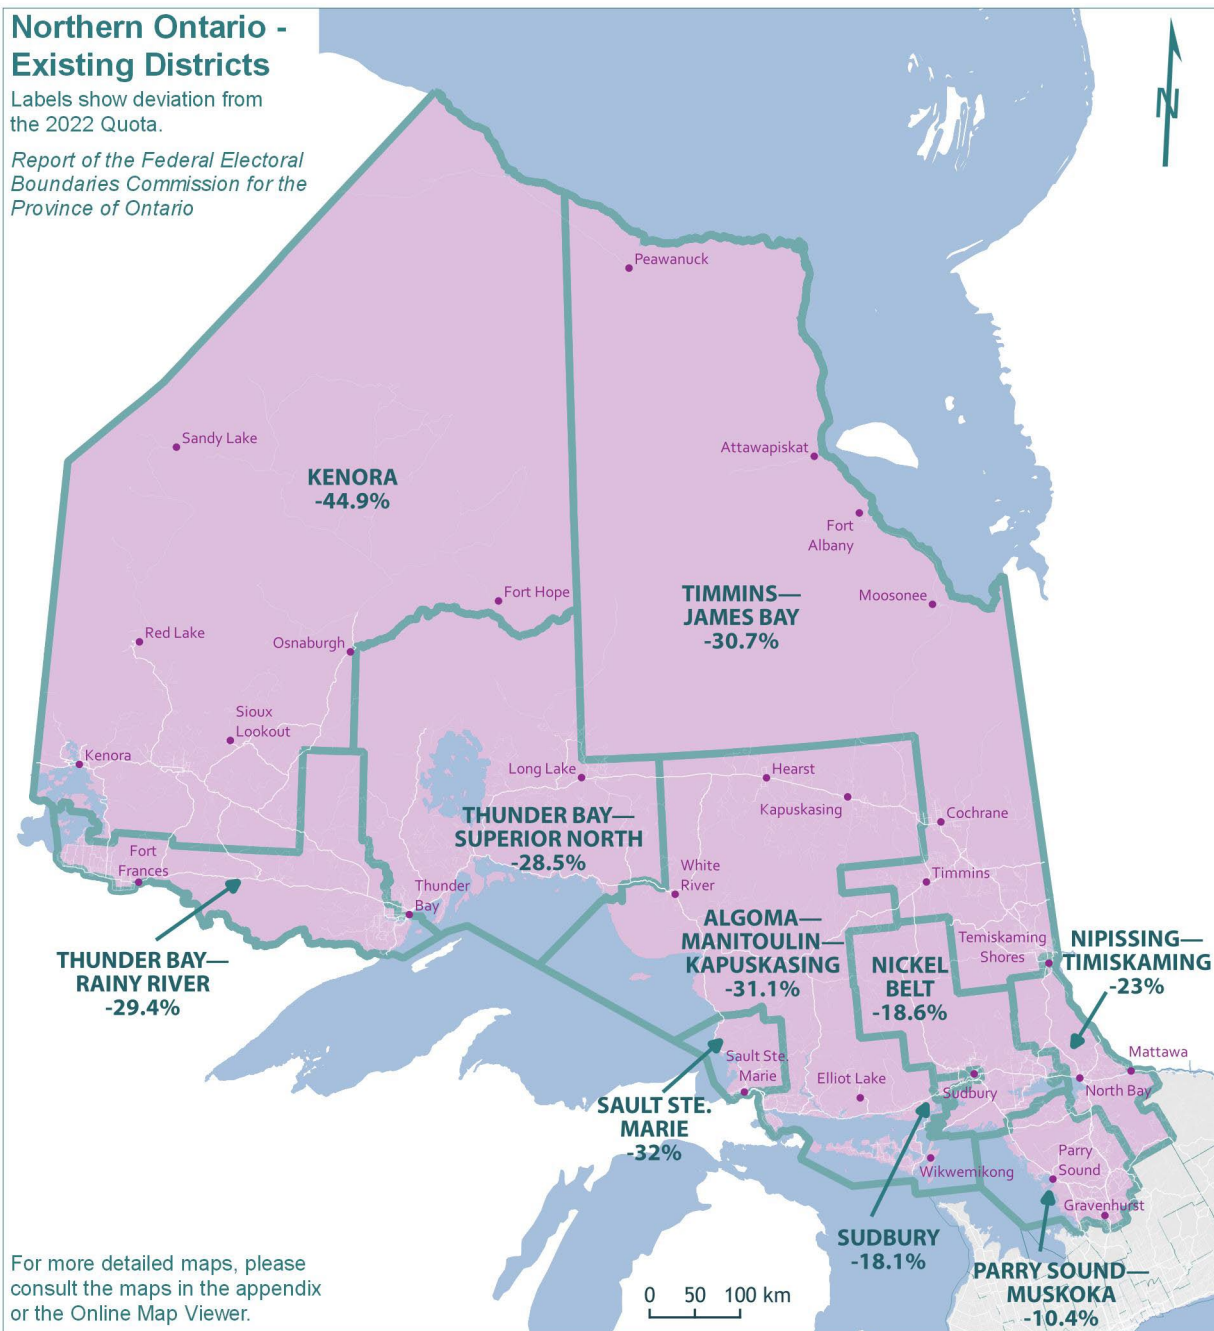 Northern Ontario -
Existing Districts
Labels show deviation from
the 2022 Quota.
Report of the Federal Electoral
Boundaries Commission for the
Province of Ontario
N
Peawanuck
Sandy Lake
KENORA
-44.9%
Attawapiskat
Fort
Albany
Fort Hope
TIMMINS—
JAMES BAY
-30.7%
Moosonee
Red Lake
Osnaburgh
Sioux
Lookout
Kenora
Long Lake
Hearst
Kapuskasing
Cochrane
THUNDER BAY—
SUPERIOR NORTH
-28.5%
Fort
Frances
White
River
Timmins
Thunder
Bay
ALGOMA—
MANITOULIN—
KAPUSKASING
-31.1%
NICKEL
BELT
-18.6%
Temiskaming
Shores
NIPISSING—
TIMISKAMING
-23%
THUNDER BAY—
RAINY RIVER
-29.4%
Sault Ste.
Marie
Elliot Lake
Sudbury
Mattawa
North Bay
SAULT STE.
MARIE
-32%
Wikwemikong
Parry
Sound
Gravenhurst
SUDBURY
-18.1%
PARRY SOUND—
MUSKOKA
-10.4%
For more detailed maps, please
consult the maps in the appendix
or the Online Map Viewer.
0 50 100 km